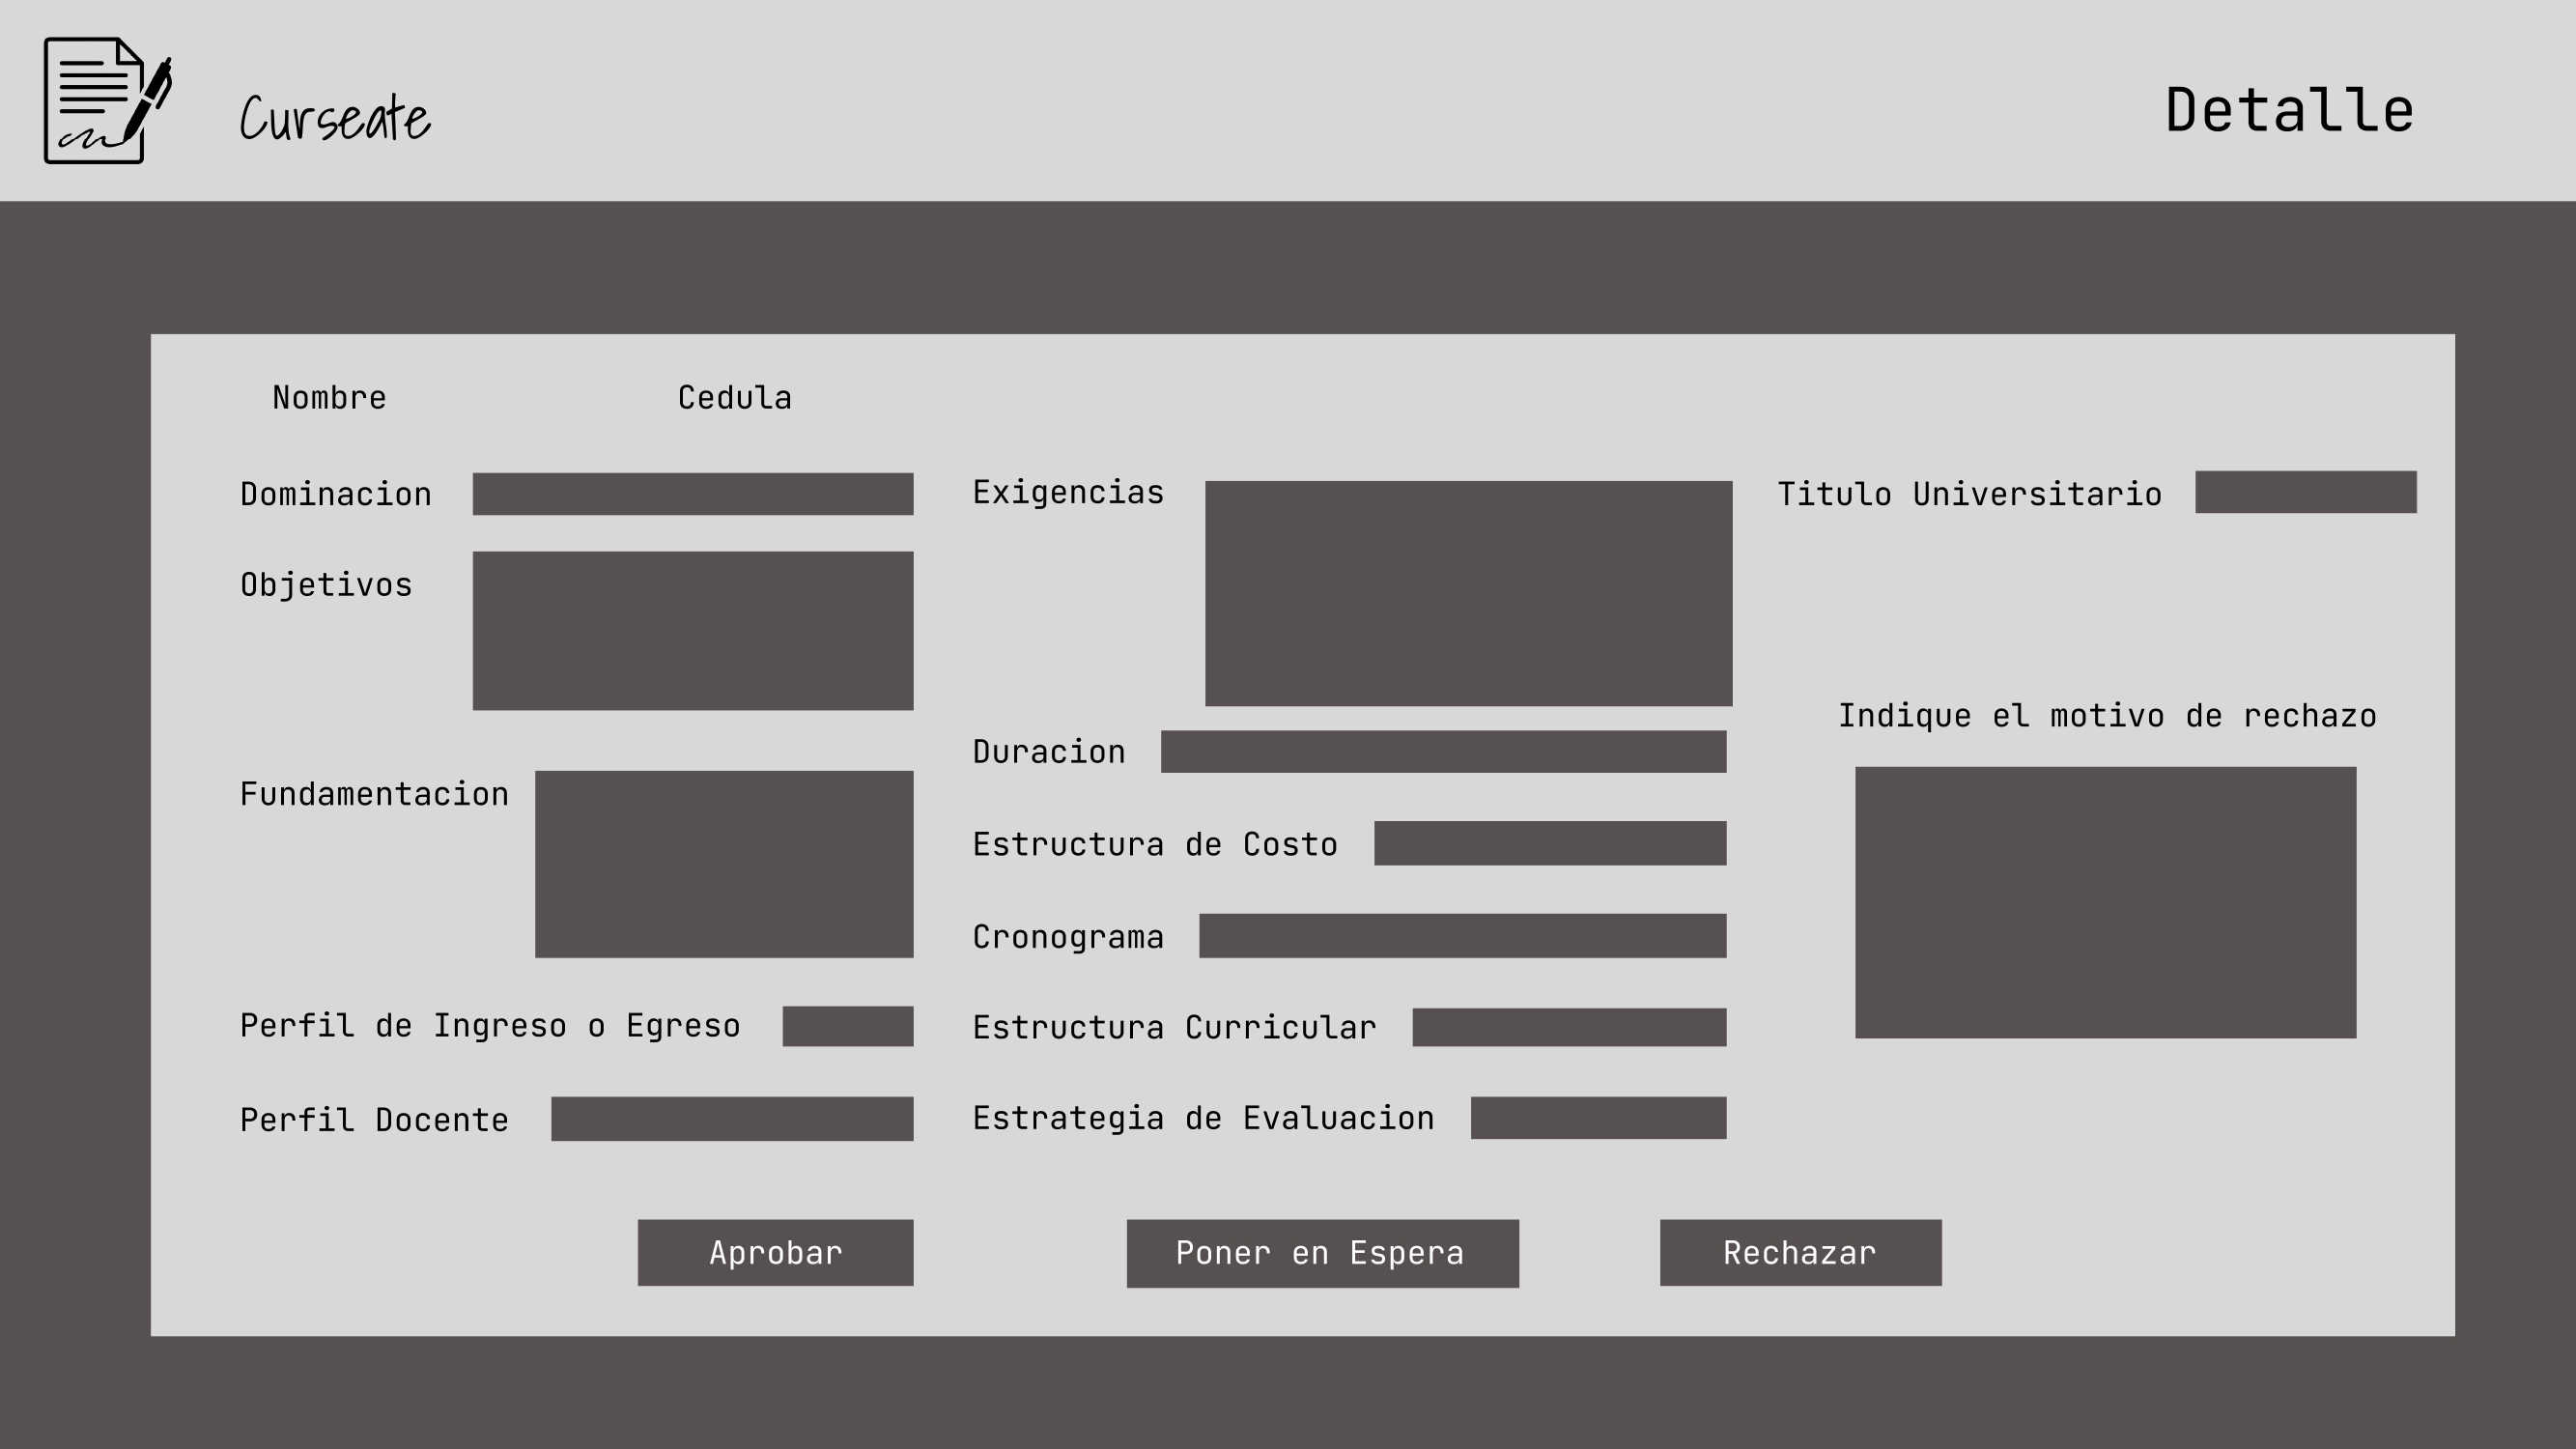 Curseate
Detalle
Nombre
Cedula
Dominacion
Objetivos
Fundamentacion
Perfil de Ingreso o Egreso
Perfil Docente
Exigencias
Duracion
Estructura de Costo
Cronograma
Estructura Curricular
Estrategia de Evaluacion
Titulo Universitario
Indique el motivo de rechazo
Aprobar
Poner en Espera
Rechazar